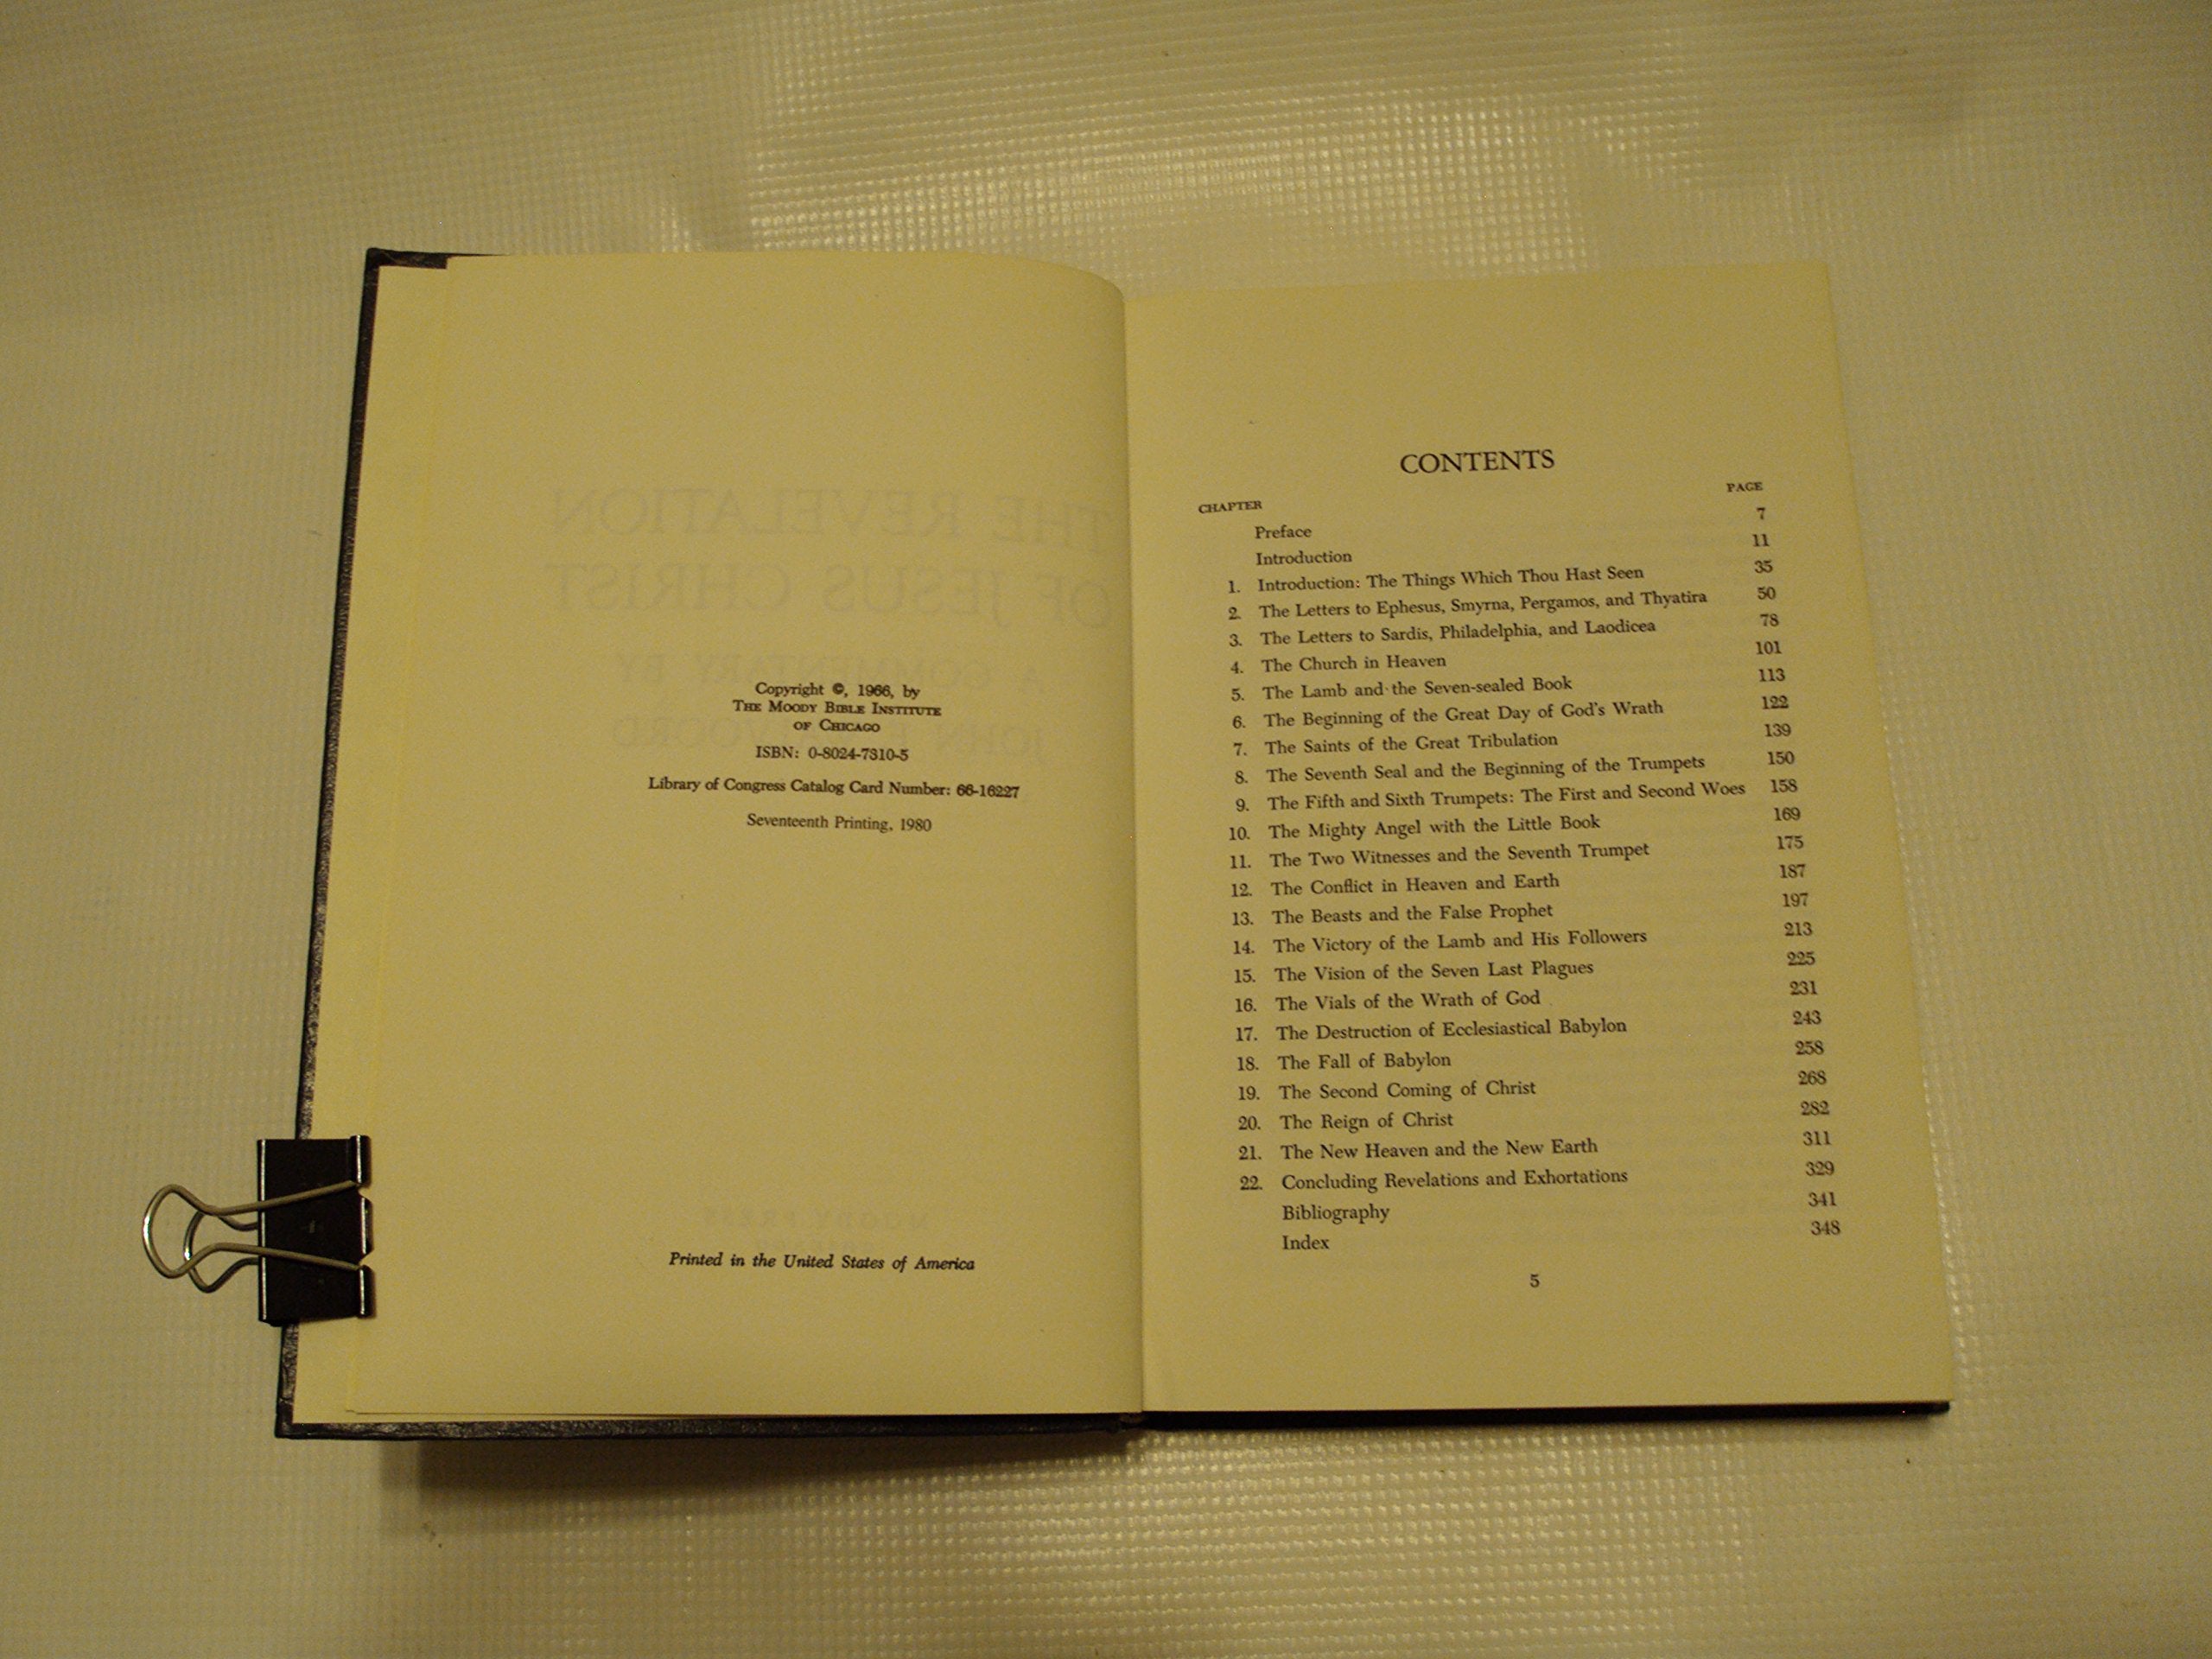 Copyright ©, 1966, by
THE MOODY BIBLE INSTITUTE
OF CHICAGO
ISBN: 0-8024-7310-5
Library of Congress Catalog Card Number: 66-16227
Seventeenth Printing, 1980
Printed in the United States of America
CONTENTS
CHAPTER PAGE
Preface 7
Introduction 11
1. Introduction: The Things Which Thou Hast Seen 35
2. The Letters to Ephesus, Smyrna, Pergamos, and Thyatira 50
3. The Letters to Sardis, Philadelphia, and Laodicea 78
4. The Church in Heaven 101
5. The Lamb and the Seven-sealed Book 113
6. The Beginning of the Great Day of God's Wrath 122
7. The Saints of the Great Tribulation 139
8. The Seventh Seal and the Beginning of the Trumpets 150
9. The Fifth and Sixth Trumpets: The First and Second Woes 158
10. The Mighty Angel with the Little Book 169
11. The Two Witnesses and the Seventh Trumpet 175
12. The Conflict in Heaven and Earth 187
13. The Beasts and the False Prophet 197
14. The Victory of the Lamb and His Followers 213
15. The Vision of the Seven Last Plagues 225
16. The Vials of the Wrath of God 231
17. The Destruction of Ecclesiastical Babylon 243
18. The Fall of Babylon 258
19. The Second Coming of Christ 268
20. The Reign of Christ 282
21. The New Heaven and the New Earth 311
22. Concluding Revelations and Exhortations 329
Bibliography 341
Index 348
5